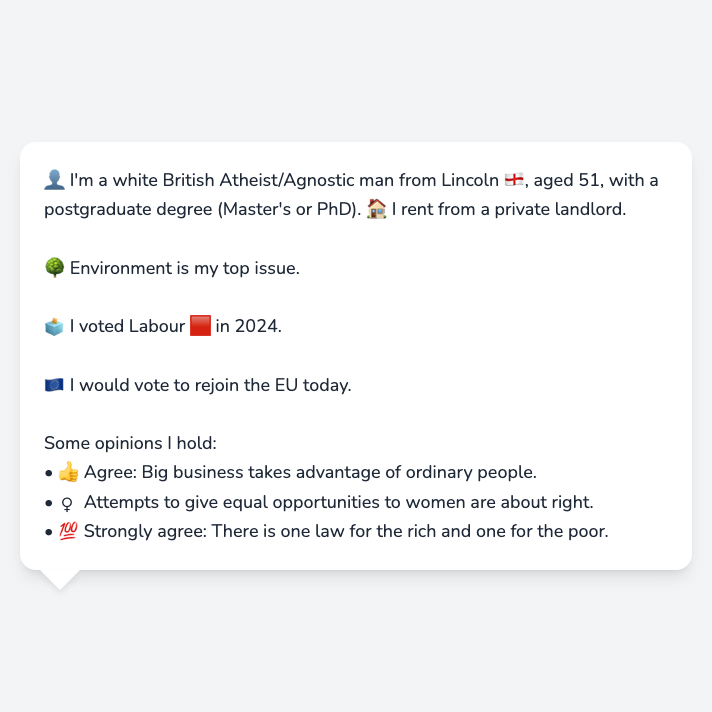 👤 I'm a white British Atheist/Agnostic man from Lincoln 🏴󠁧󠁢󠁥󠁮󠁧󠁿, aged 51, with a
postgraduate degree (Master's or PhD). 🏠 I rent from a private landlord.
🌳 Environment is my top issue.
🗳️ I voted Labour 🟥 in 2024.
🇪🇺 I would vote to rejoin the EU today.
Some opinions I hold:
• 👍 Agree: Big business takes advantage of ordinary people.
• ♀ Attempts to give equal opportunities to women are about right.
• 💯 Strongly agree: There is one law for the rich and one for the poor.